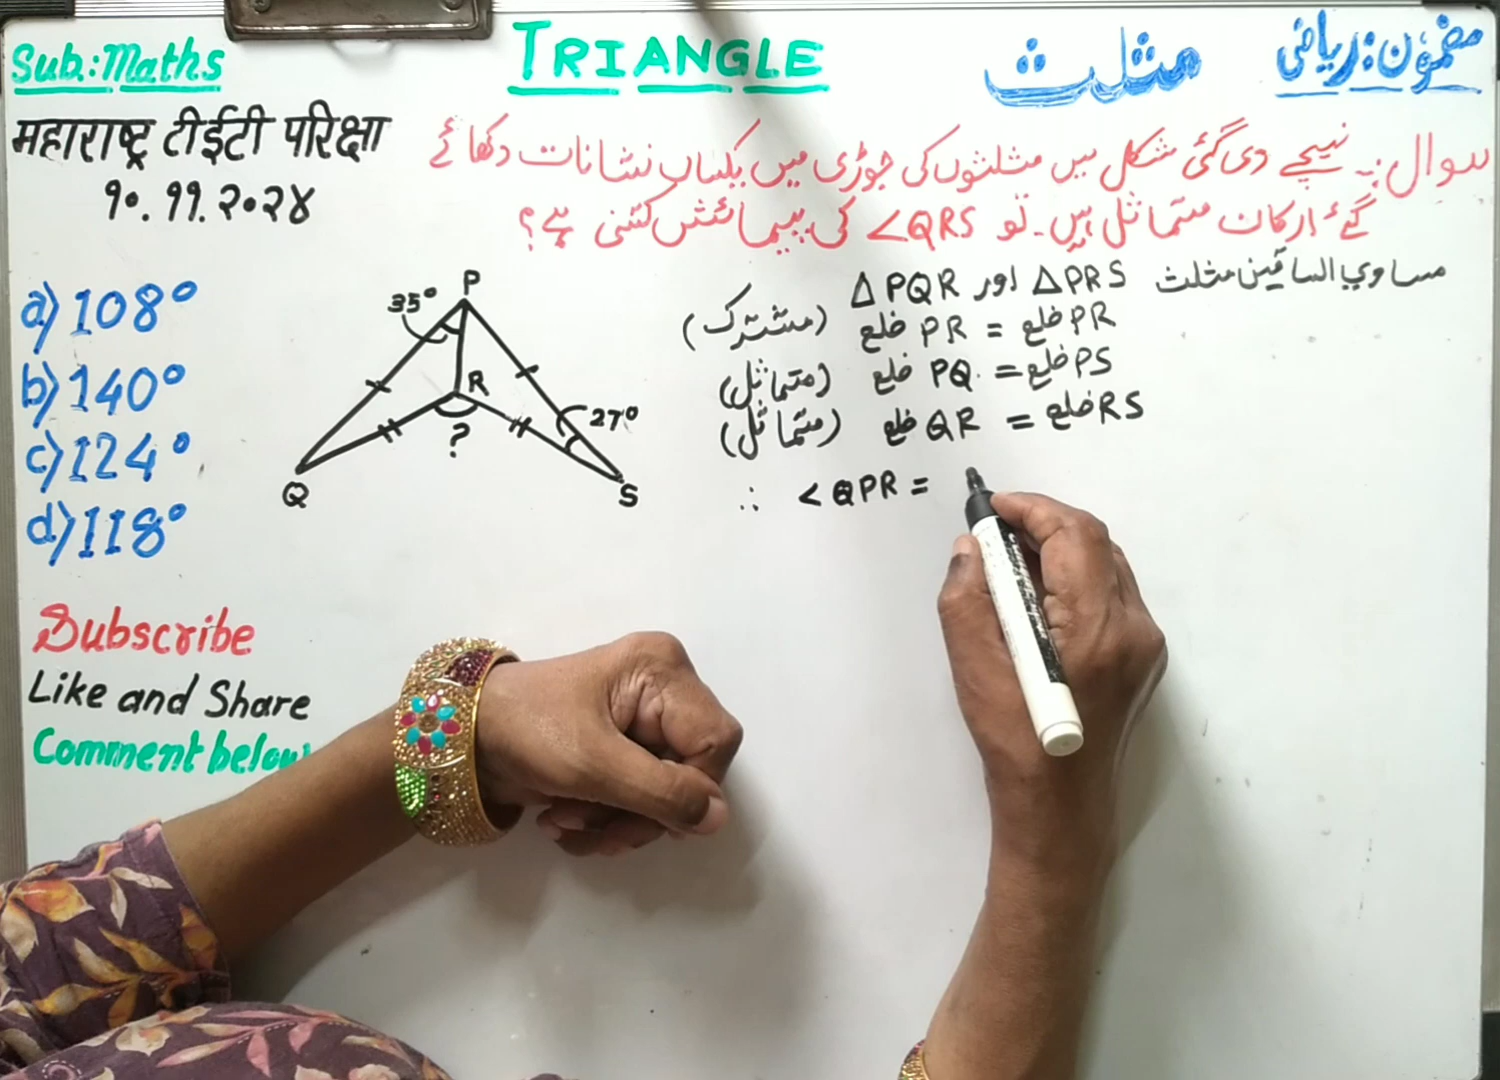 Sub.: Maths
TRIANGLE
مثلث
مضمون: ریاضی
महाराष्ट्र टीईटी परिक्षा
१०.११.२०२४
سوال:۔ نیچے دی گئی شکل میں مثلثوں کی جوڑی میں یکساں نشانات دکھائے
گئے ارکان متماثل ہیں۔ تو ∠QRS کی پیمائش کتنی ہے؟
a) 108°
b) 140°
c) 124°
d) 118°
P
35°
R
27°
?
Q
S
مساوی الساقین مثلث △PRS اور △PQR
ضلع PR = ضلع PR (مشترک)
ضلع PQ = ضلع PS (متماثل)
ضلع QR = ضلع RS (متماثل)
∴ ∠QPR =
Subscribe
Like and Share
Comment below